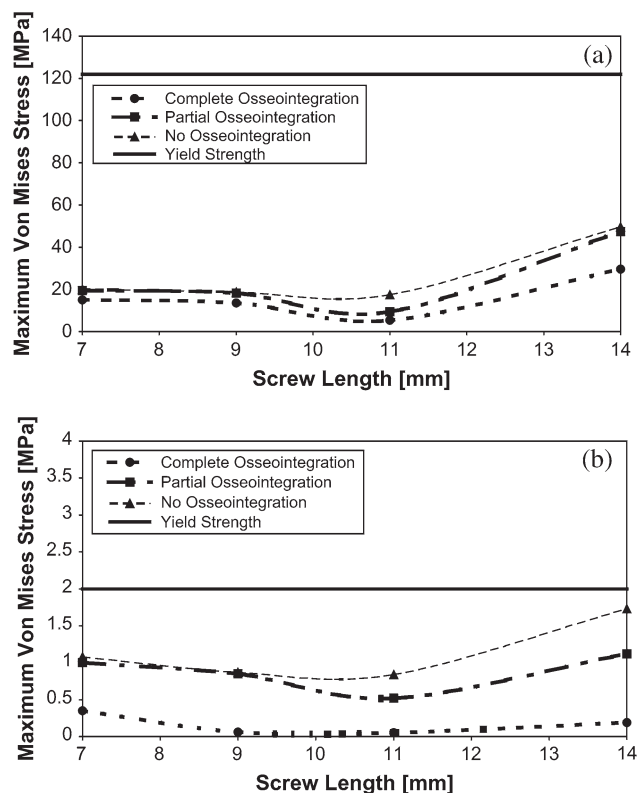 Maximum Von Mises Stress [MPa]
140
120
100
80
60
40
20
0
(a)
Complete Osseointegration
Partial Osseointegration
No Osseointegration
Yield Strength
7 8 9 10 11 12 13 14
Screw Length [mm]
Maximum Von Mises Stress [MPa]
4
3.5
3
2.5
2
1.5
1
0.5
0
(b)
Complete Osseointegration
Partial Osseointegration
No Osseointegration
Yield Strength
7 8 9 10 11 12 13 14
Screw Length [mm]